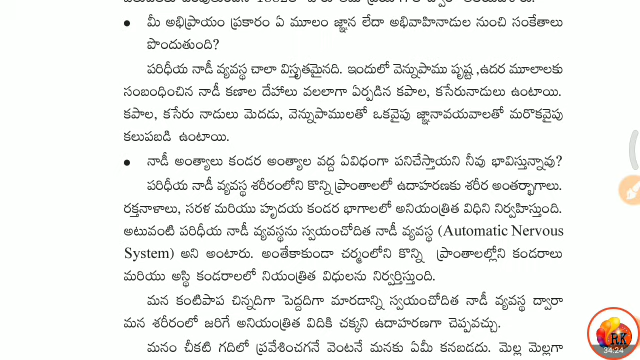 • మీ అభిప్రాయం ప్రకారం ఏ మూలం జ్ఞాన లేదా అభివాహినాడుల నుంచి సంకేతాలు
పొందుతుంది?
పరిధీయ నాడీ వ్యవస్థ చాలా విస్తృతమైనది. ఇందులో వెన్నుపాము పృష్ట ,ఉదర మూలాలకు
సంబంధించిన నాడీ కణాల దేహాలు వలలాగా ఏర్పడిన కపాల, కసేరునాడులు ఉంటాయి.
కపాల, కసేరు నాడులు మెదడు, వెన్నుపాములతో ఒకవైపు జ్ఞానావయవాలతో మరొకవైపు
కలుపబడి ఉంటాయి.
• నాడీ అంత్యాలు కండర అంత్యాల వద్ద ఏవిధంగా పనిచేస్తాయని నీవు భావిస్తున్నావు?
పరిధీయ నాడీ వ్యవస్థ శరీరంలోని కొన్ని ప్రాంతాలలో ఉదాహరణకు శరీర అంతర్భాగాలు.
రక్తనాళాలు, సరళ మరియు హృదయ కండర భాగాలలో అనియంత్రిత విధిని నిర్వహిస్తుంది.
అటువంటి పరిధీయ నాడీ వ్యవస్థను స్వయంచోదిత నాడీ వ్యవస్థ (Automatic Nervous
System) అని అంటారు. అంతేకాకుండా చర్మంలోని కొన్ని ప్రాంతాలల్లోని కండరాలు
మరియు అస్థి కండరాలలో నియంత్రిత విధులను నిర్వర్తిస్తుంది.
మన కంటిపాప చిన్నదిగా పెద్దదిగా మారడాన్ని స్వయంచోదిత నాడీ వ్యవస్థ ద్వారా
మన శరీరంలో జరిగే అనియంత్రిత విదికి చక్కని ఉదాహరణగా చెప్పవచ్చు.
మనం చీకటి గదిలో ప్రవేశించగానే వెంటనే మనకు ఏమీ కనబడదు. మెల్ల మెల్లగా
RK
34:24